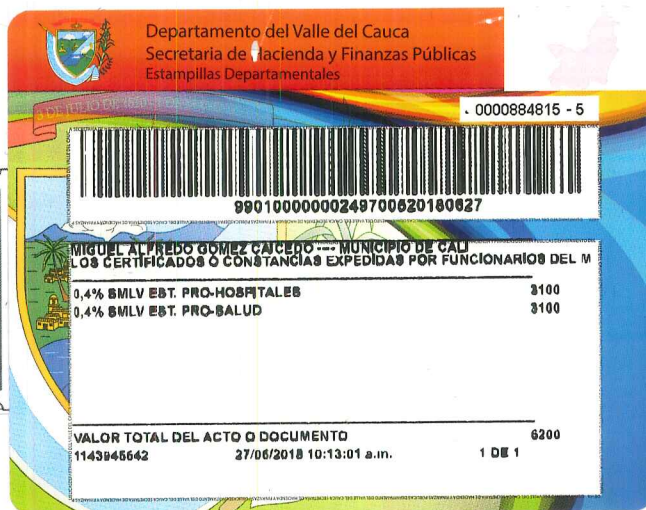 Departamento del Valle del Cauca
Secretaria de Hacienda y Finanzas Públicas
Estampillas Departamentales
0000884815 - 5
99010000000249700620180627
MIGUEL ALFREDO GOMEZ CAICEDO --- MUNICIPIO DE CALI
LOS CERTIFICADOS O CONSTANCIAS EXPEDIDAS POR FUNCIONARIOS DEL M
0,4% SMLV EST. PRO-HOSPITALES 3100
0,4% SMLV EST. PRO-SALUD 3100
VALOR TOTAL DEL ACTO O DOCUMENTO 6200
1143945642 27/06/2018 10:13:01 a.m. 1 DE 1